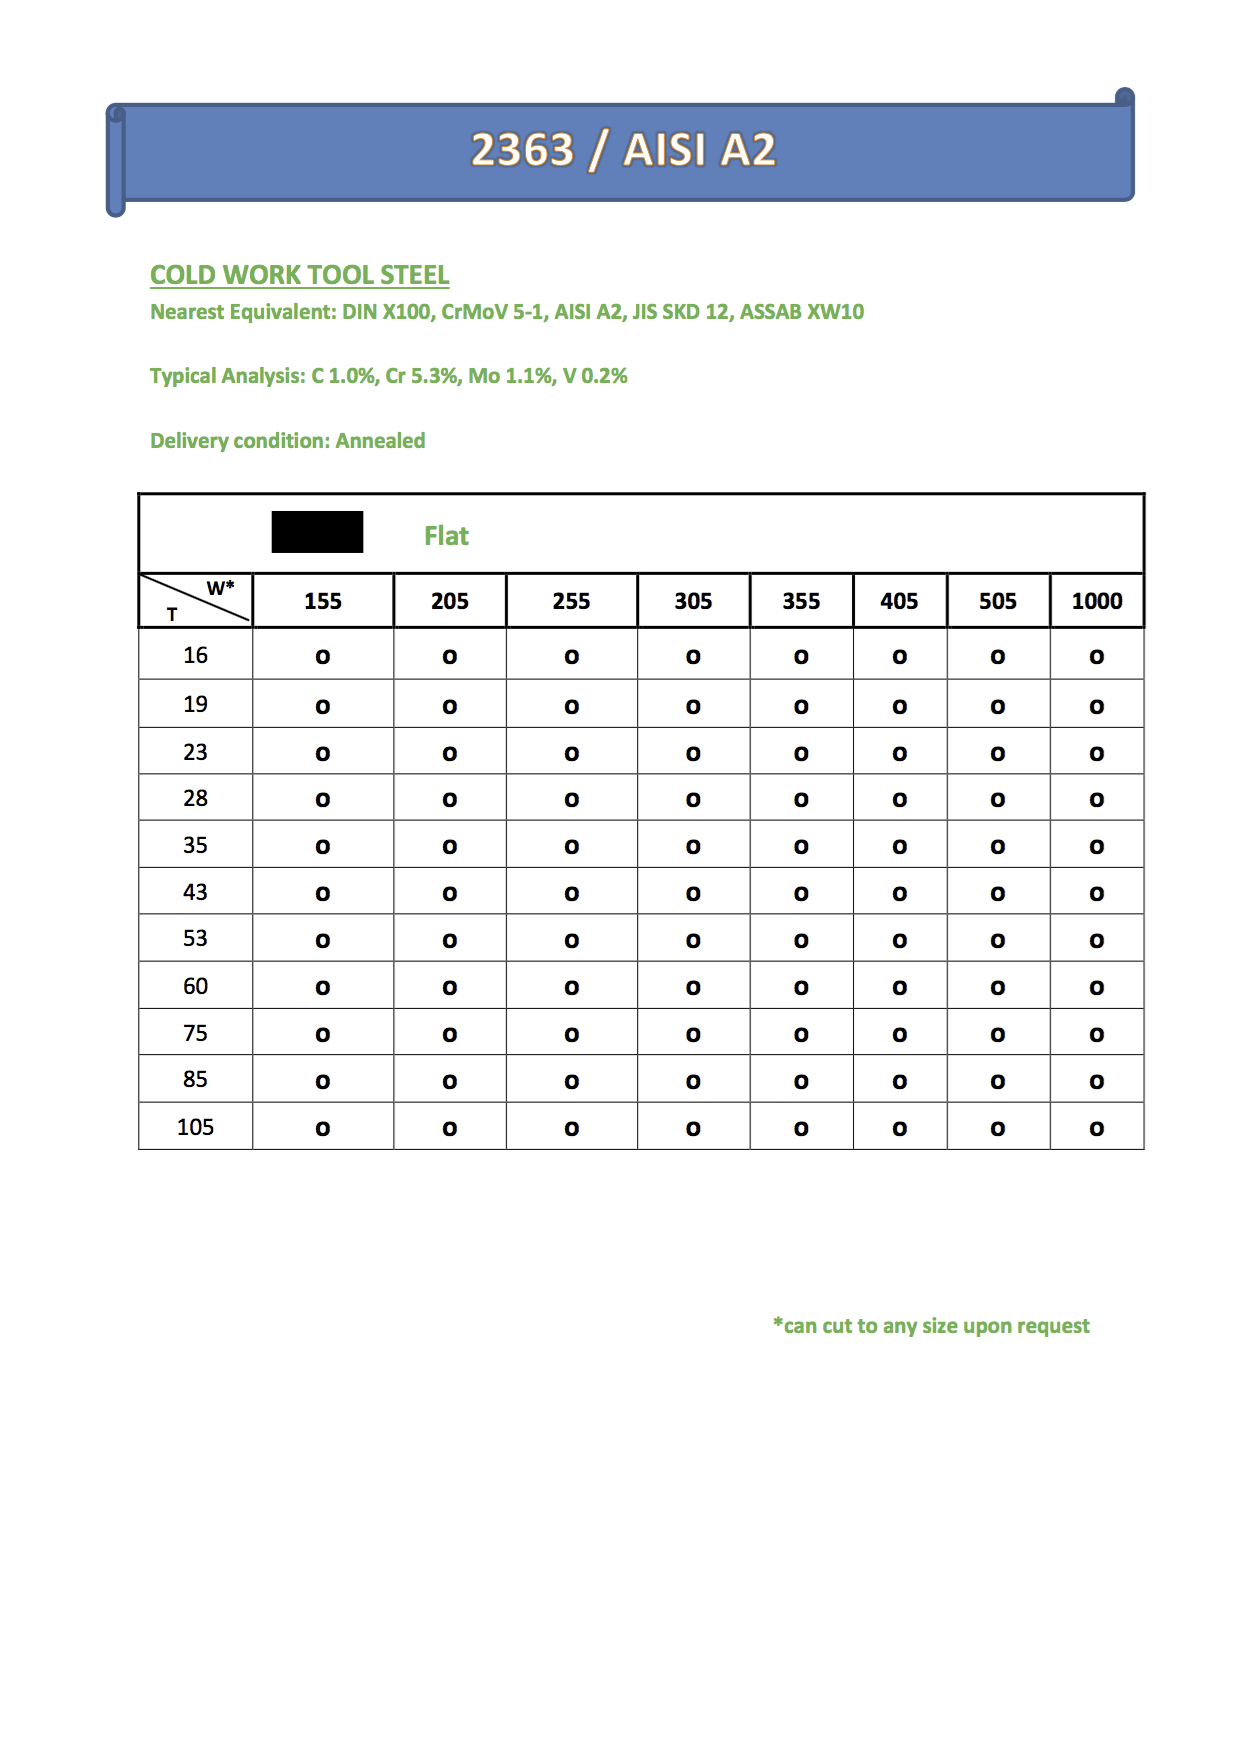 2363 / AISI A2
COLD WORK TOOL STEEL
Nearest Equivalent: DIN X100, CrMoV 5-1, AISI A2, JIS SKD 12, ASSAB XW10
Typical Analysis: C 1.0%, Cr 5.3%, Mo 1.1%, V 0.2%
Delivery condition: Annealed
Flat
W*
T
155 205 255 305 355 405 505 1000
16 o o o o o o o o
19 o o o o o o o o
23 o o o o o o o o
28 o o o o o o o o
35 o o o o o o o o
43 o o o o o o o o
53 o o o o o o o o
60 o o o o o o o o
75 o o o o o o o o
85 o o o o o o o o
105 o o o o o o o o
*can cut to any size upon request